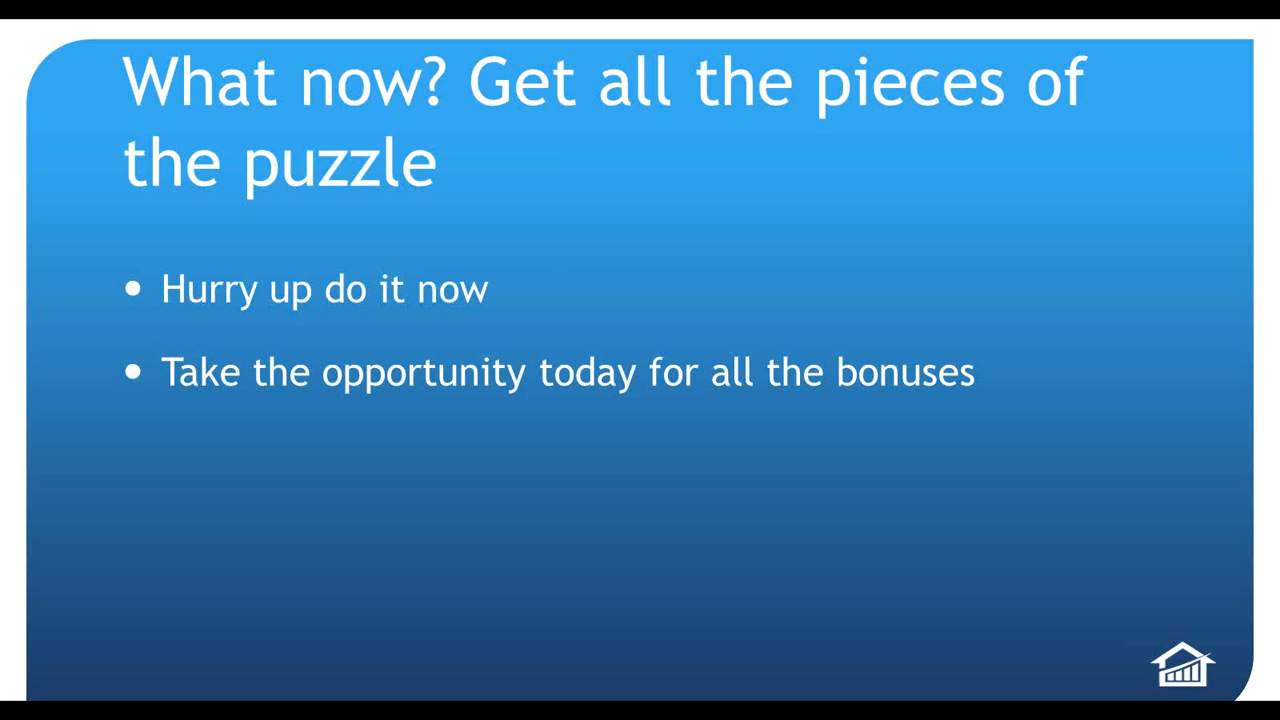 What now? Get all the pieces of
the puzzle
• Hurry up do it now
• Take the opportunity today for all the bonuses